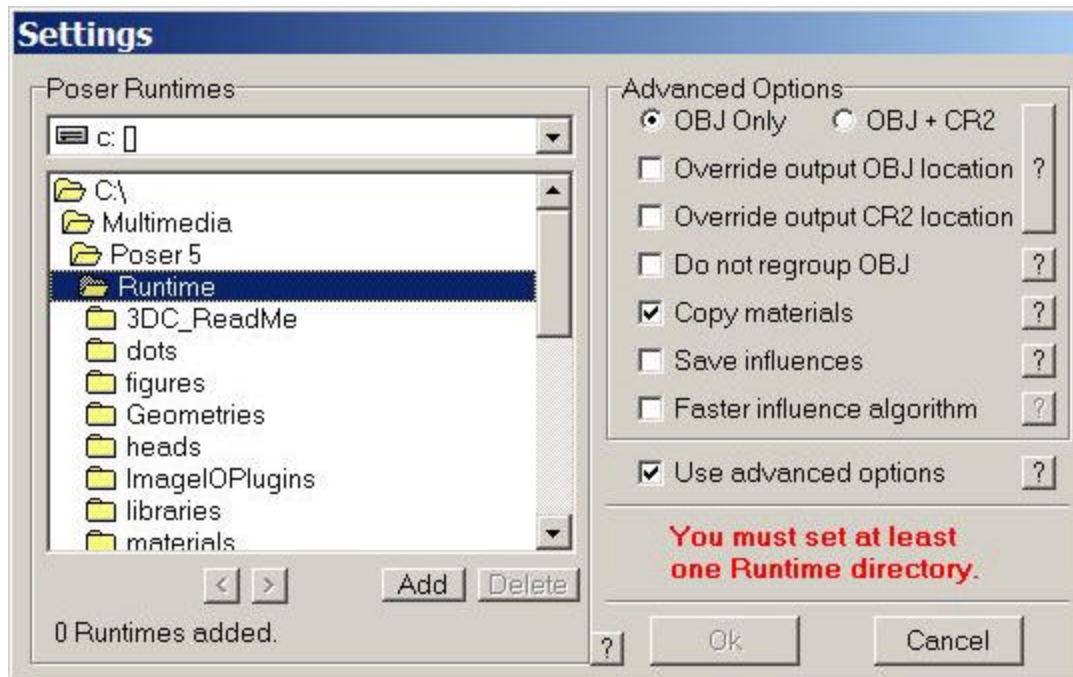 Settings
Poser Runtimes
c: []
C:\
Multimedia
Poser 5
Runtime
3DC_ReadMe
dots
figures
Geometries
heads
ImageIOPlugins
libraries
materials
< >
Add Delete
0 Runtimes added.
?
Advanced Options
OBJ Only OBJ + CR2
Override output OBJ location ?
Override output CR2 location
Do not regroup OBJ ?
Copy materials ?
Save influences ?
Faster influence algorithm ?
Use advanced options ?
You must set at least
one Runtime directory.
Ok Cancel